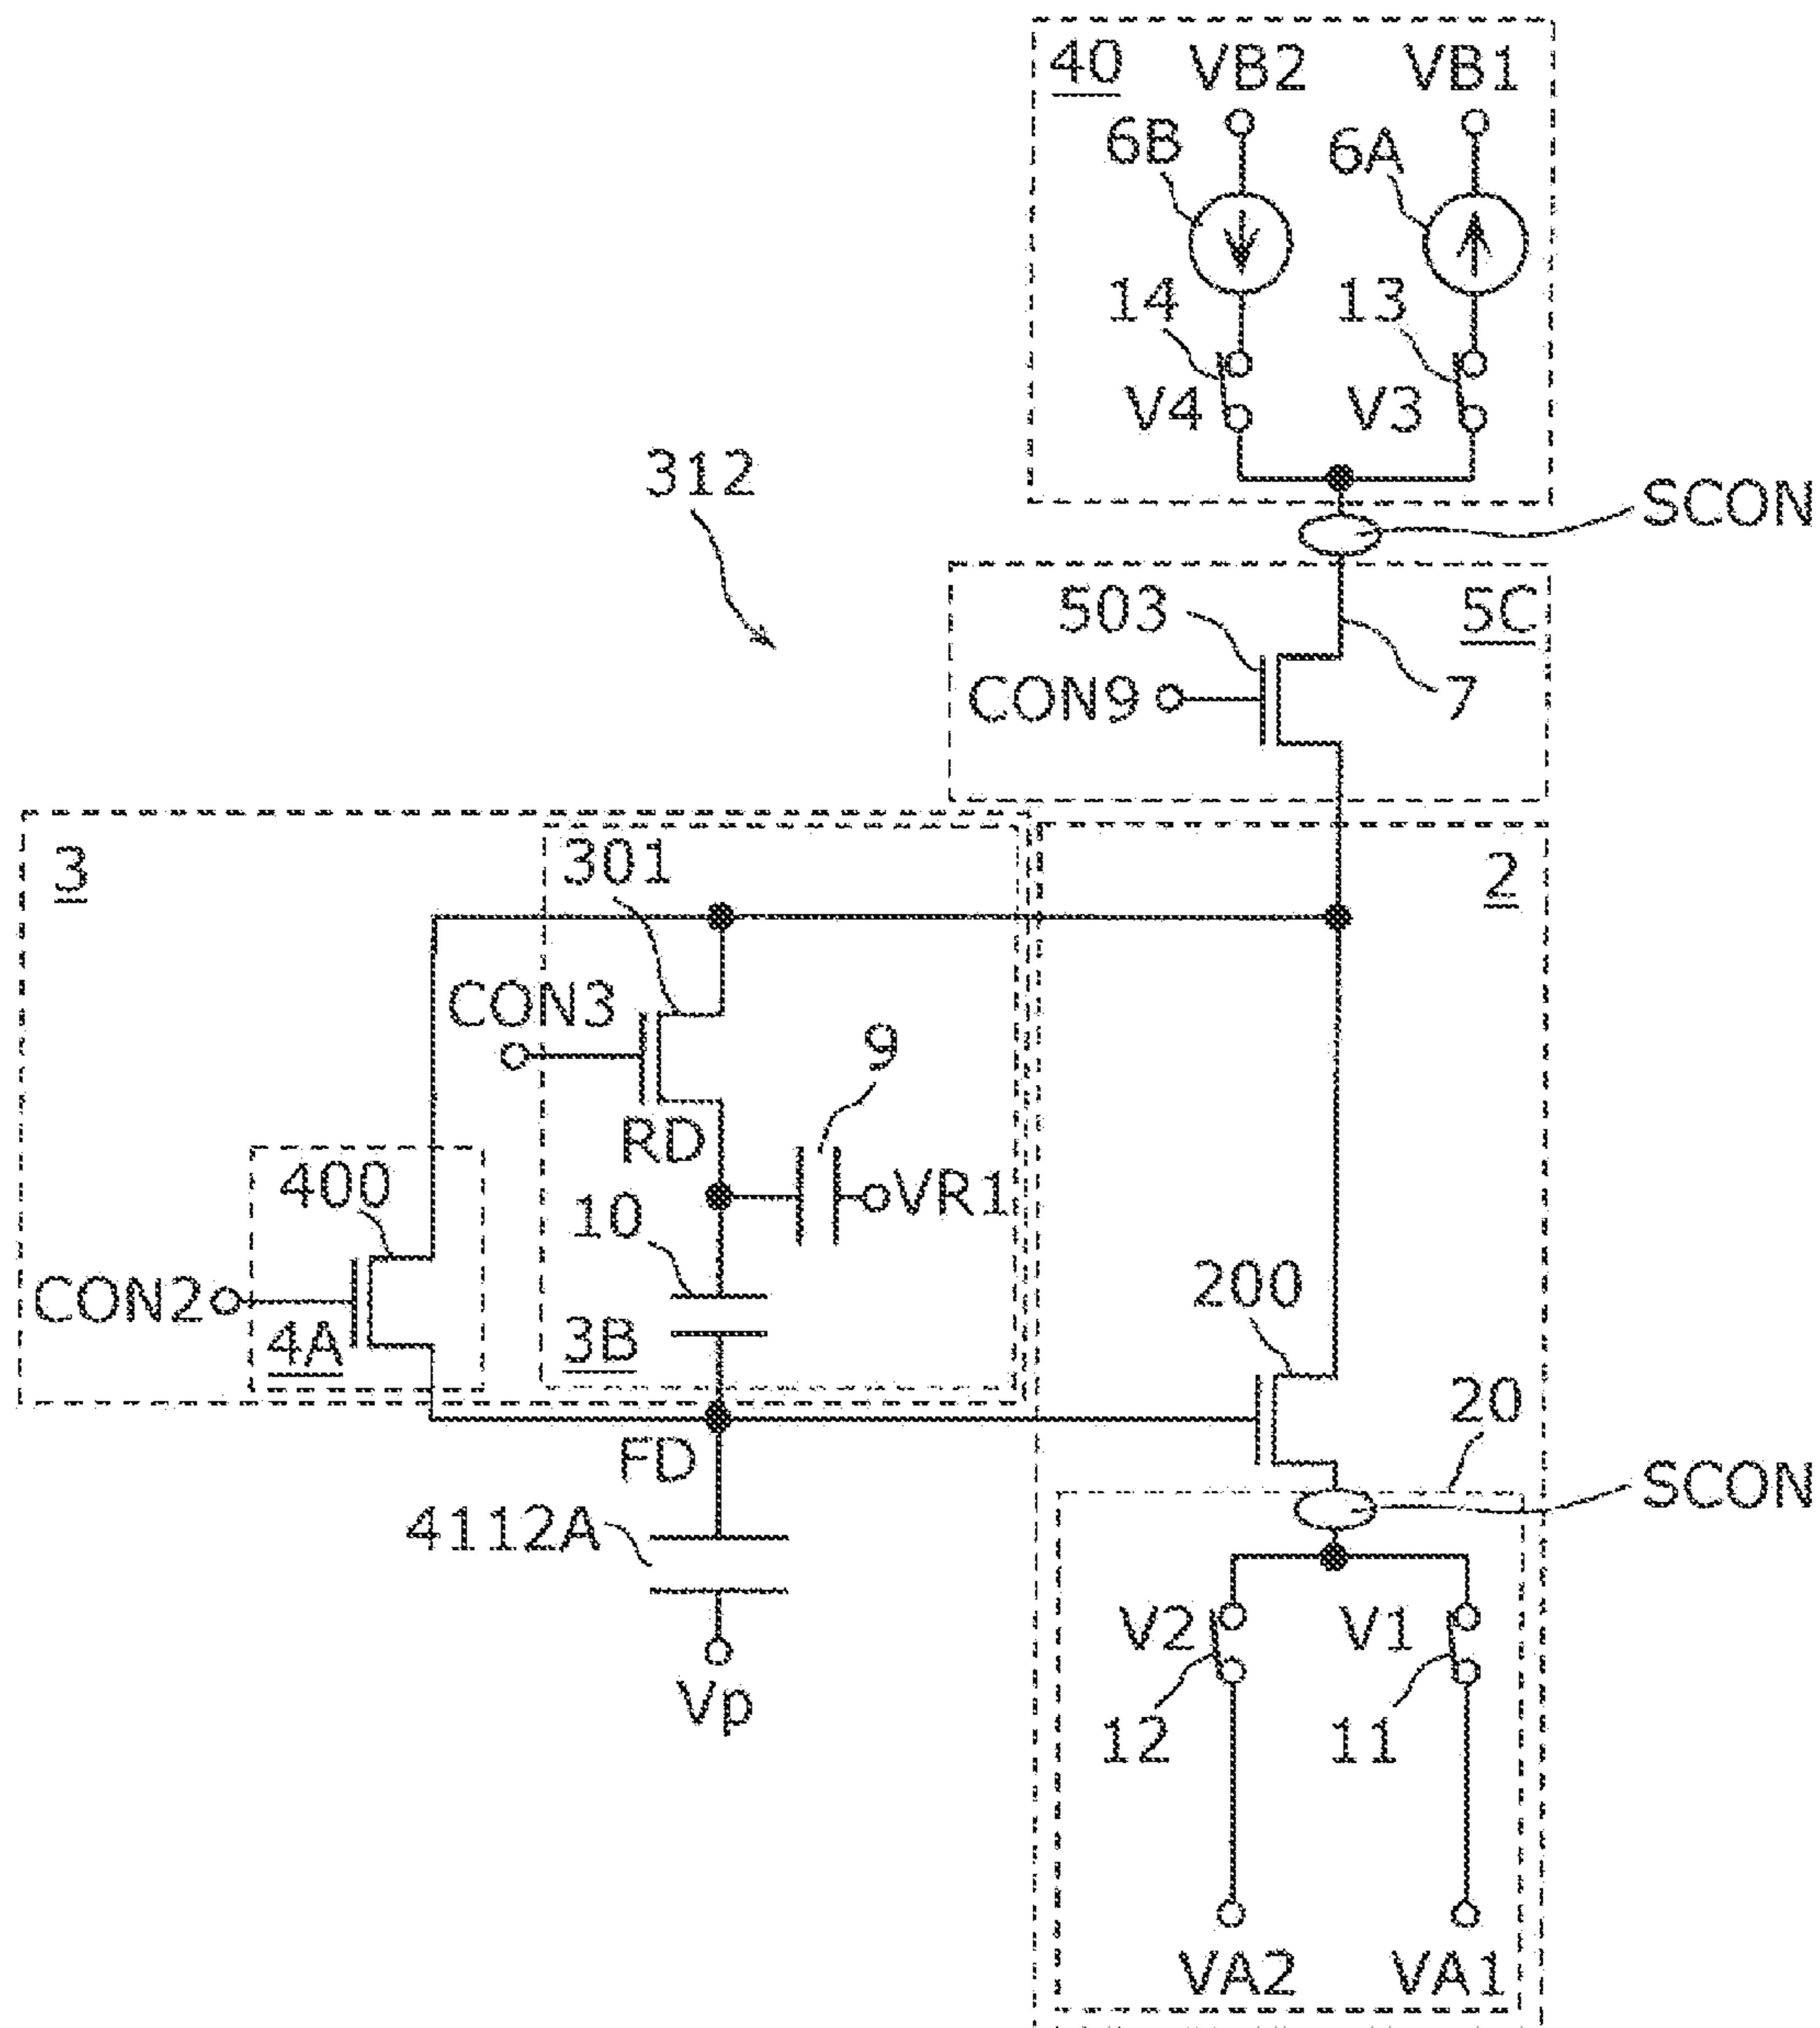 40 VB2 VB1
6B 6A
14 13
V4 V3
312
SCON
503 5C
CON9 7
3 301 2
CON3
9
RD
400 10 VR1
CON2 4A 3B
200
20
FD
SCON
4112A
V2 V1
Vp
12 11
VA2 VA1